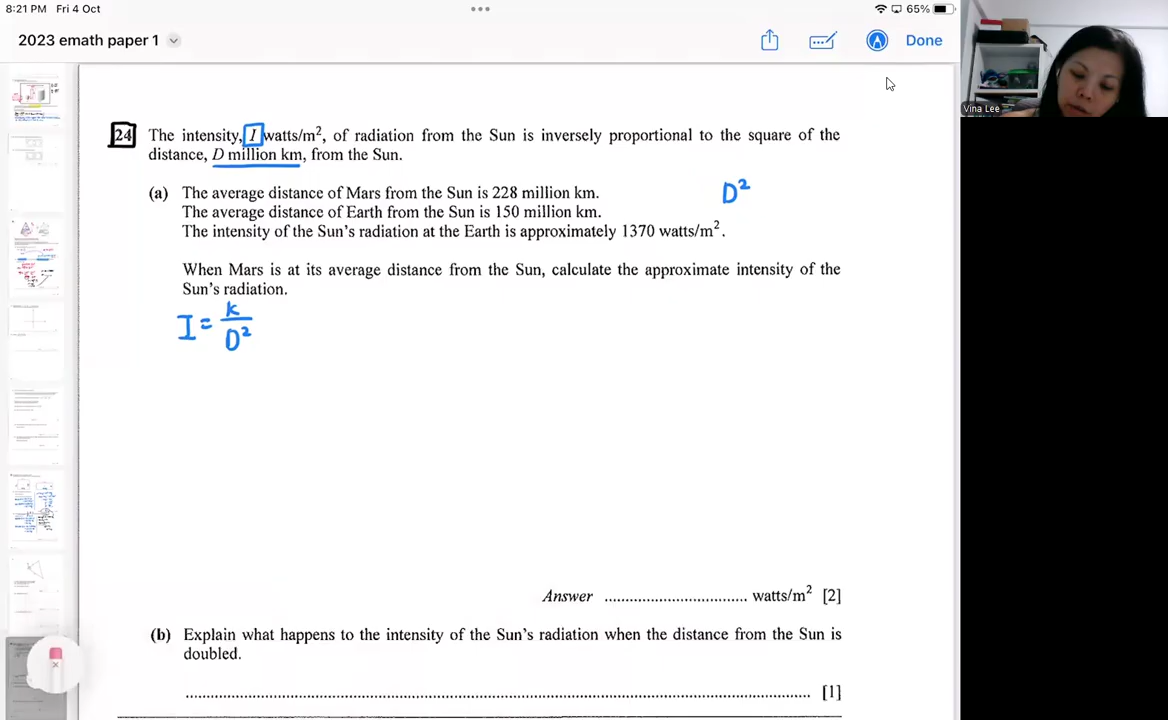 8:21 PM Fri 4 Oct
65%
2023 emath paper 1
Done
Vina Lee
24 The intensity, I watts/m², of radiation from the Sun is inversely proportional to the square of the
distance, D million km, from the Sun.
(a) The average distance of Mars from the Sun is 228 million km.
D²
The average distance of Earth from the Sun is 150 million km.
The intensity of the Sun's radiation at the Earth is approximately 1370 watts/m².
When Mars is at its average distance from the Sun, calculate the approximate intensity of the
Sun's radiation.
I = k/D²
Answer .................................. watts/m² [2]
(b) Explain what happens to the intensity of the Sun's radiation when the distance from the Sun is
doubled.
.......................................................................................................... [1]